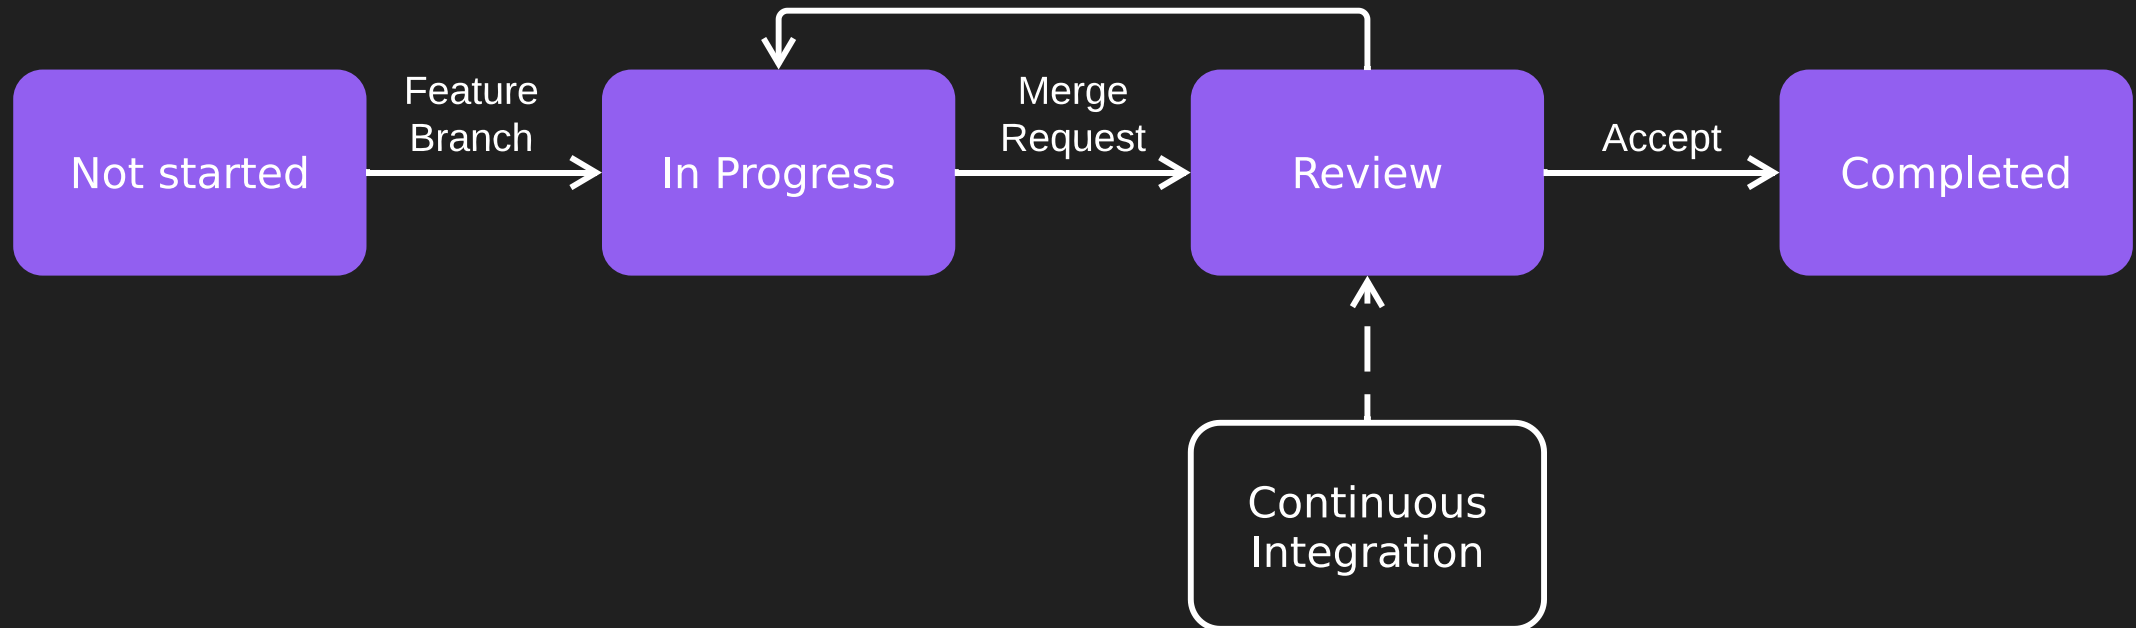 Feature
Branch
Merge
Request
Accept
Not started
In Progress
Review
Completed
Continuous
Integration